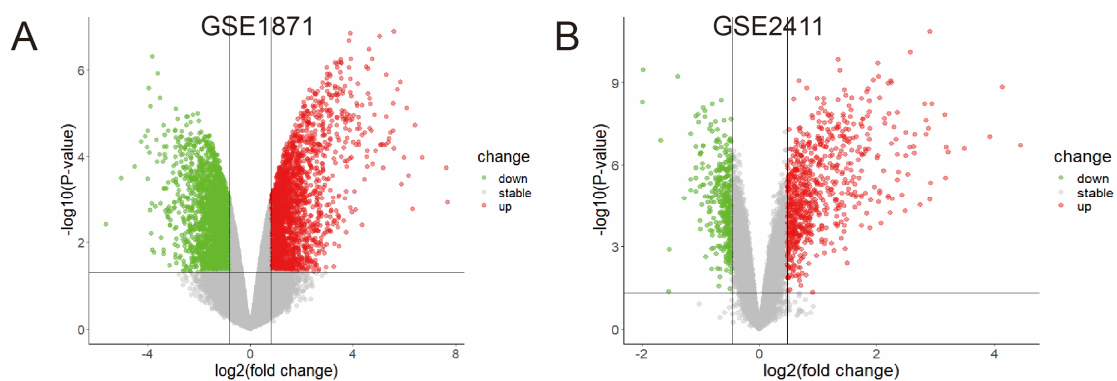 A
GSE1871
-log10(P-value)
6
4
2
0
-4
0
4
8
log2(fold change)
change
down
stable
up
B
GSE2411
-log10(P-value)
9
6
3
0
-2
0
2
4
log2(fold change)
change
down
stable
up